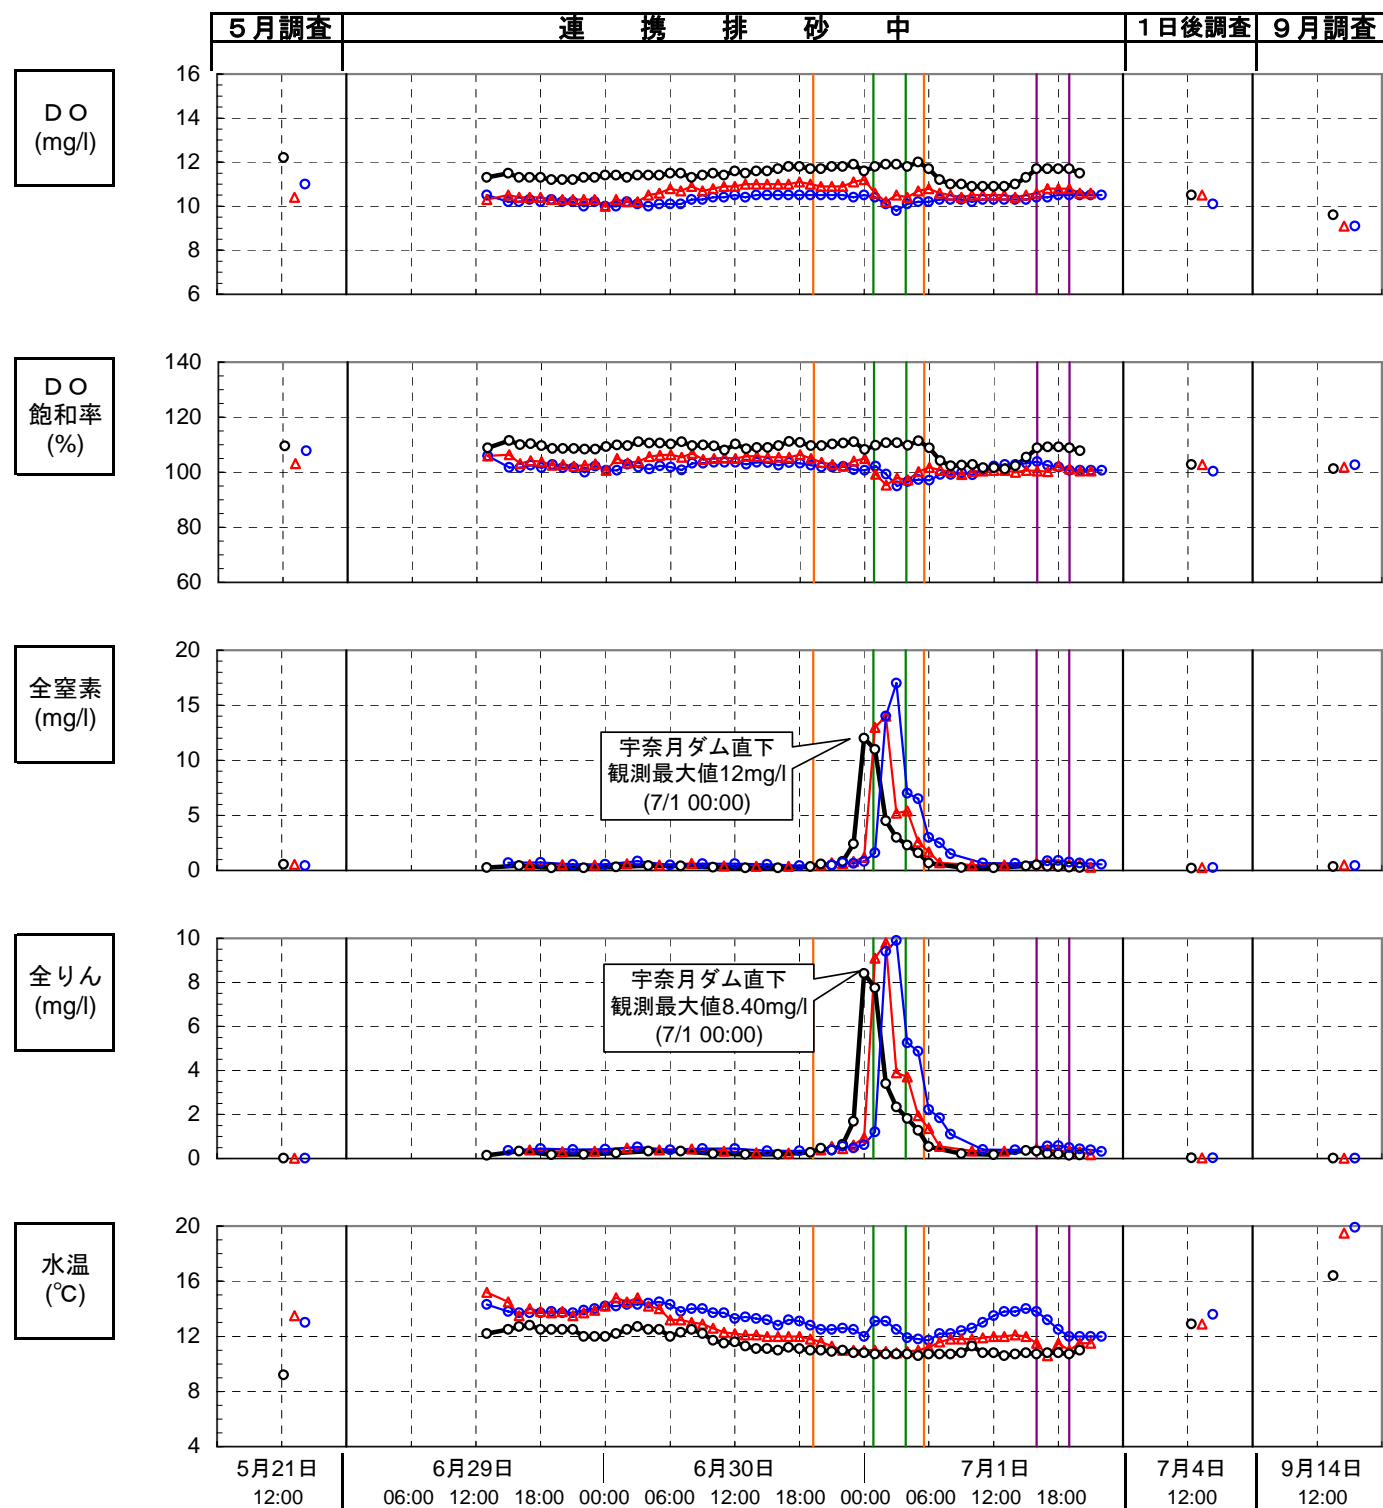 ５月調査
連携排砂中
１日後調査
９月調査
ＤＯ
(mg/l)
16
14
12
10
8
6
ＤＯ
飽和率
(%)
140
120
100
80
60
全窒素
(mg/l)
20
15
10
5
0
宇奈月ダム直下
観測最大値12mg/l
(7/1 00:00)
全りん
(mg/l)
10
8
6
4
2
0
宇奈月ダム直下
観測最大値8.40mg/l
(7/1 00:00)
水温
(℃)
20
16
12
8
4
5月21日 6月29日 6月30日 7月1日 7月4日 9月14日
12:00 06:00 12:00 18:00 00:00 06:00 12:00 18:00 00:00 06:00 12:00 18:00 12:00 12:00